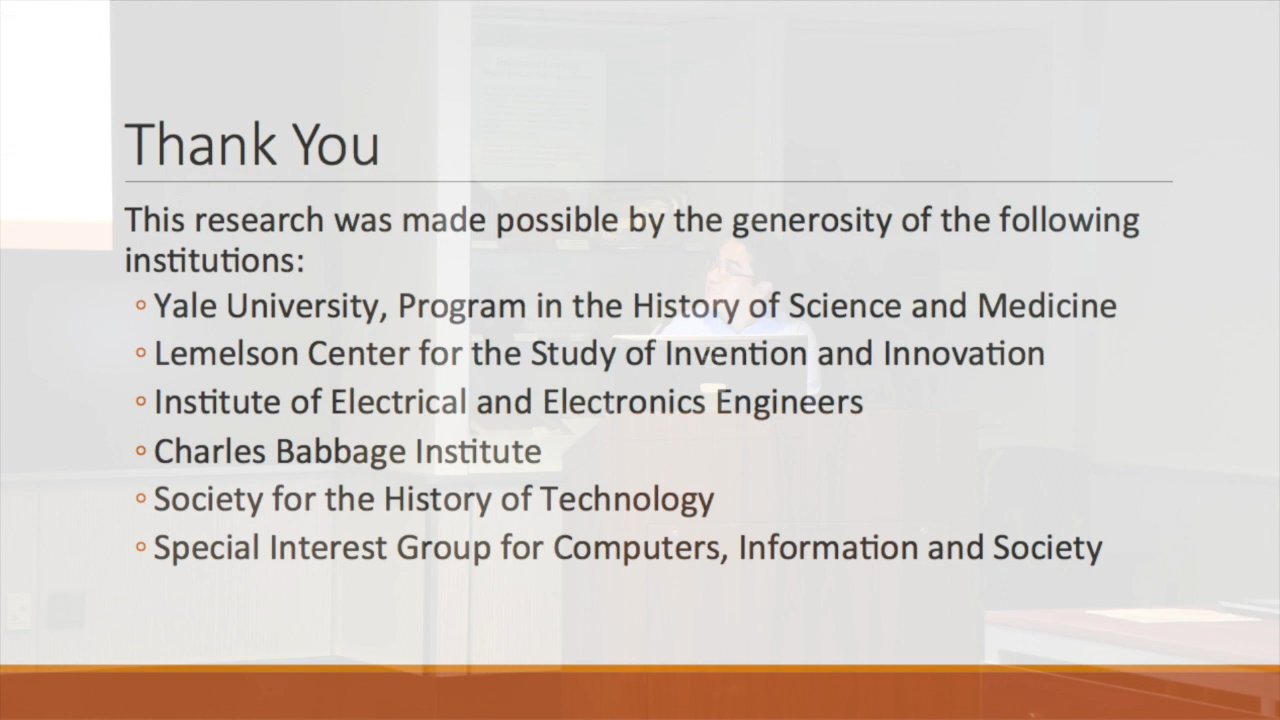 Thank You
This research was made possible by the generosity of the following
institutions:
Yale University, Program in the History of Science and Medicine
Lemelson Center for the Study of Invention and Innovation
Institute of Electrical and Electronics Engineers
Charles Babbage Institute
Society for the History of Technology
Special Interest Group for Computers, Information and Society